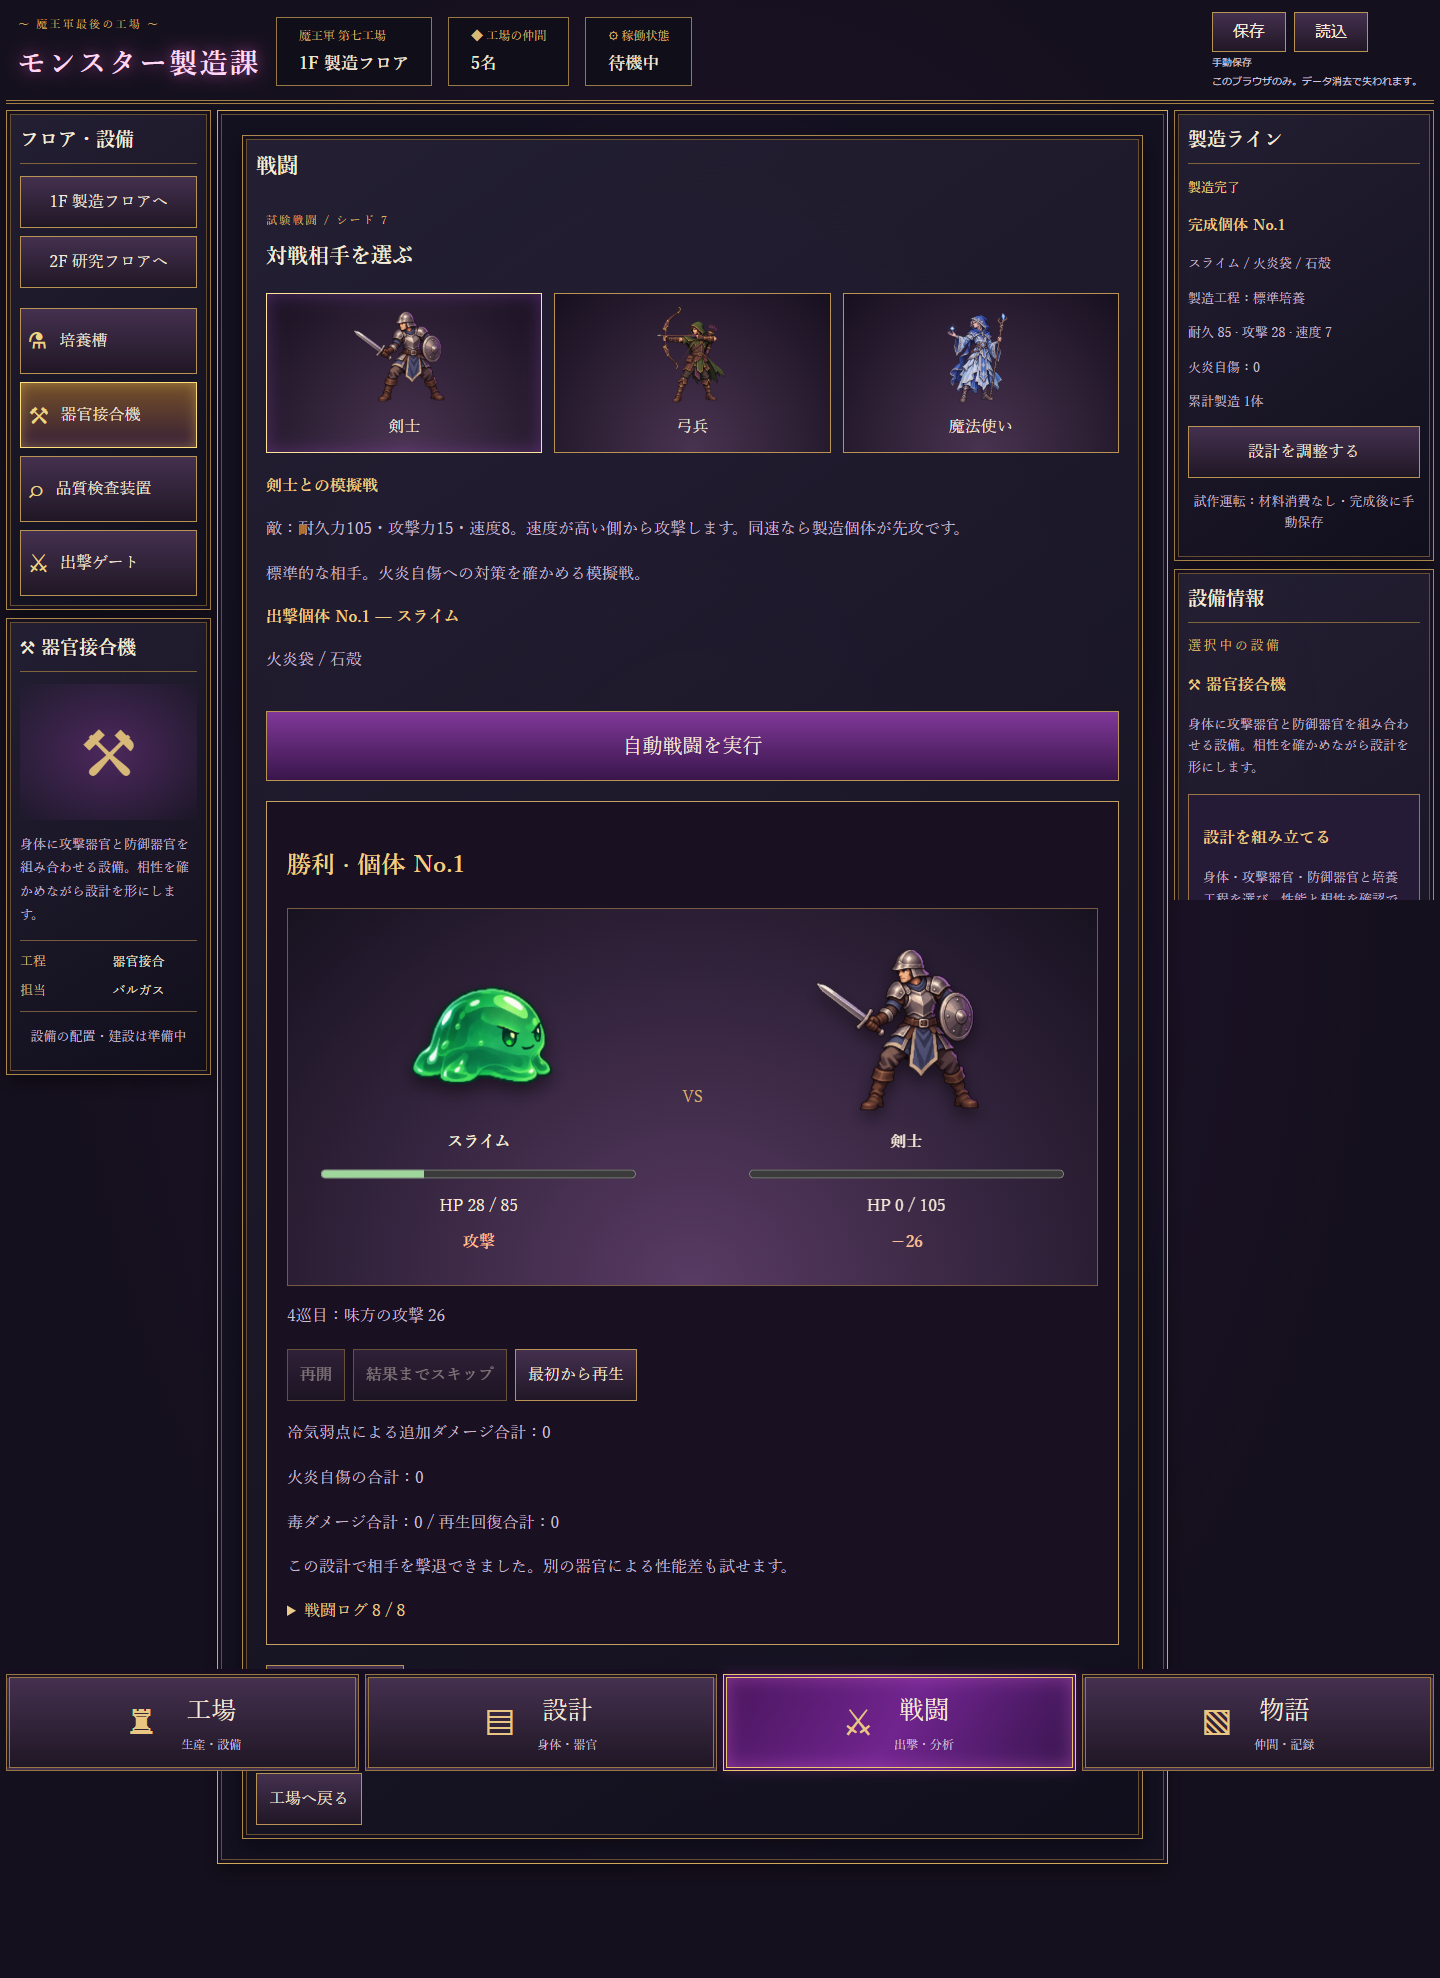 ～ 魔王軍最後の工場 ～
モンスター製造課
魔王軍 第七工場
1F 製造フロア
◆ 工場の仲間
5名
⚙ 稼働状態
待機中
保存
読込
手動保存
このブラウザのみ。データ消去で失われます。
フロア・設備
1F 製造フロアへ
2F 研究フロアへ
培養槽
器官接合機
品質検査装置
出撃ゲート
⚒ 器官接合機
身体に攻撃器官と防御器官を
組み合わせる設備。相性を確
かめながら設計を形にしま
す。
工程 器官接合
担当 バルガス
設備の配置・建設は準備中
戦闘
試験戦闘 / シード 7
対戦相手を選ぶ
剣士
弓兵
魔法使い
剣士との模擬戦
敵：耐久力105・攻撃力15・速度8。速度が高い側から攻撃します。同速なら製造個体が先攻です。
標準的な相手。火炎自傷への対策を確かめる模擬戦。
出撃個体 No.1 — スライム
火炎袋 / 石殻
自動戦闘を実行
勝利 · 個体 No.1
VS
スライム
HP 28 / 85
攻撃
剣士
HP 0 / 105
−26
4巡目：味方の攻撃 26
再開
結果までスキップ
最初から再生
冷気弱点による追加ダメージ合計：0
火炎自傷の合計：0
毒ダメージ合計：0 / 再生回復合計：0
この設計で相手を撃退できました。別の器官による性能差も試せます。
▶ 戦闘ログ 8 / 8
工場へ戻る
製造ライン
製造完了
完成個体 No.1
スライム / 火炎袋 / 石殻
製造工程：標準培養
耐久 85 · 攻撃 28 · 速度 7
火炎自傷：0
累計製造 1体
設計を調整する
試作運転：材料消費なし・完成後に手
動保存
設備情報
選択中の設備
⚒ 器官接合機
身体に攻撃器官と防御器官を組み合わ
せる設備。相性を確かめながら設計を
形にします。
設計を組み立てる
身体・攻撃器官・防御器官と培養
工程を選び、性能と相性を確認で
工場
生産・設備
設計
身体・器官
戦闘
出撃・分析
物語
仲間・記録